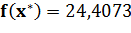 f(x*) = 24,4073